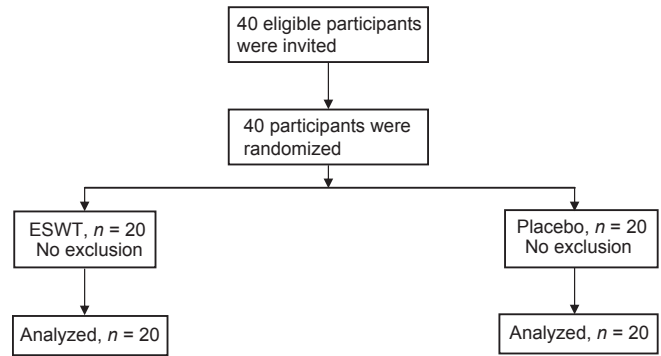 40 eligible participants
were invited
40 participants were
randomized
ESWT, n = 20
No exclusion
Placebo, n = 20
No exclusion
Analyzed, n = 20
Analyzed, n = 20